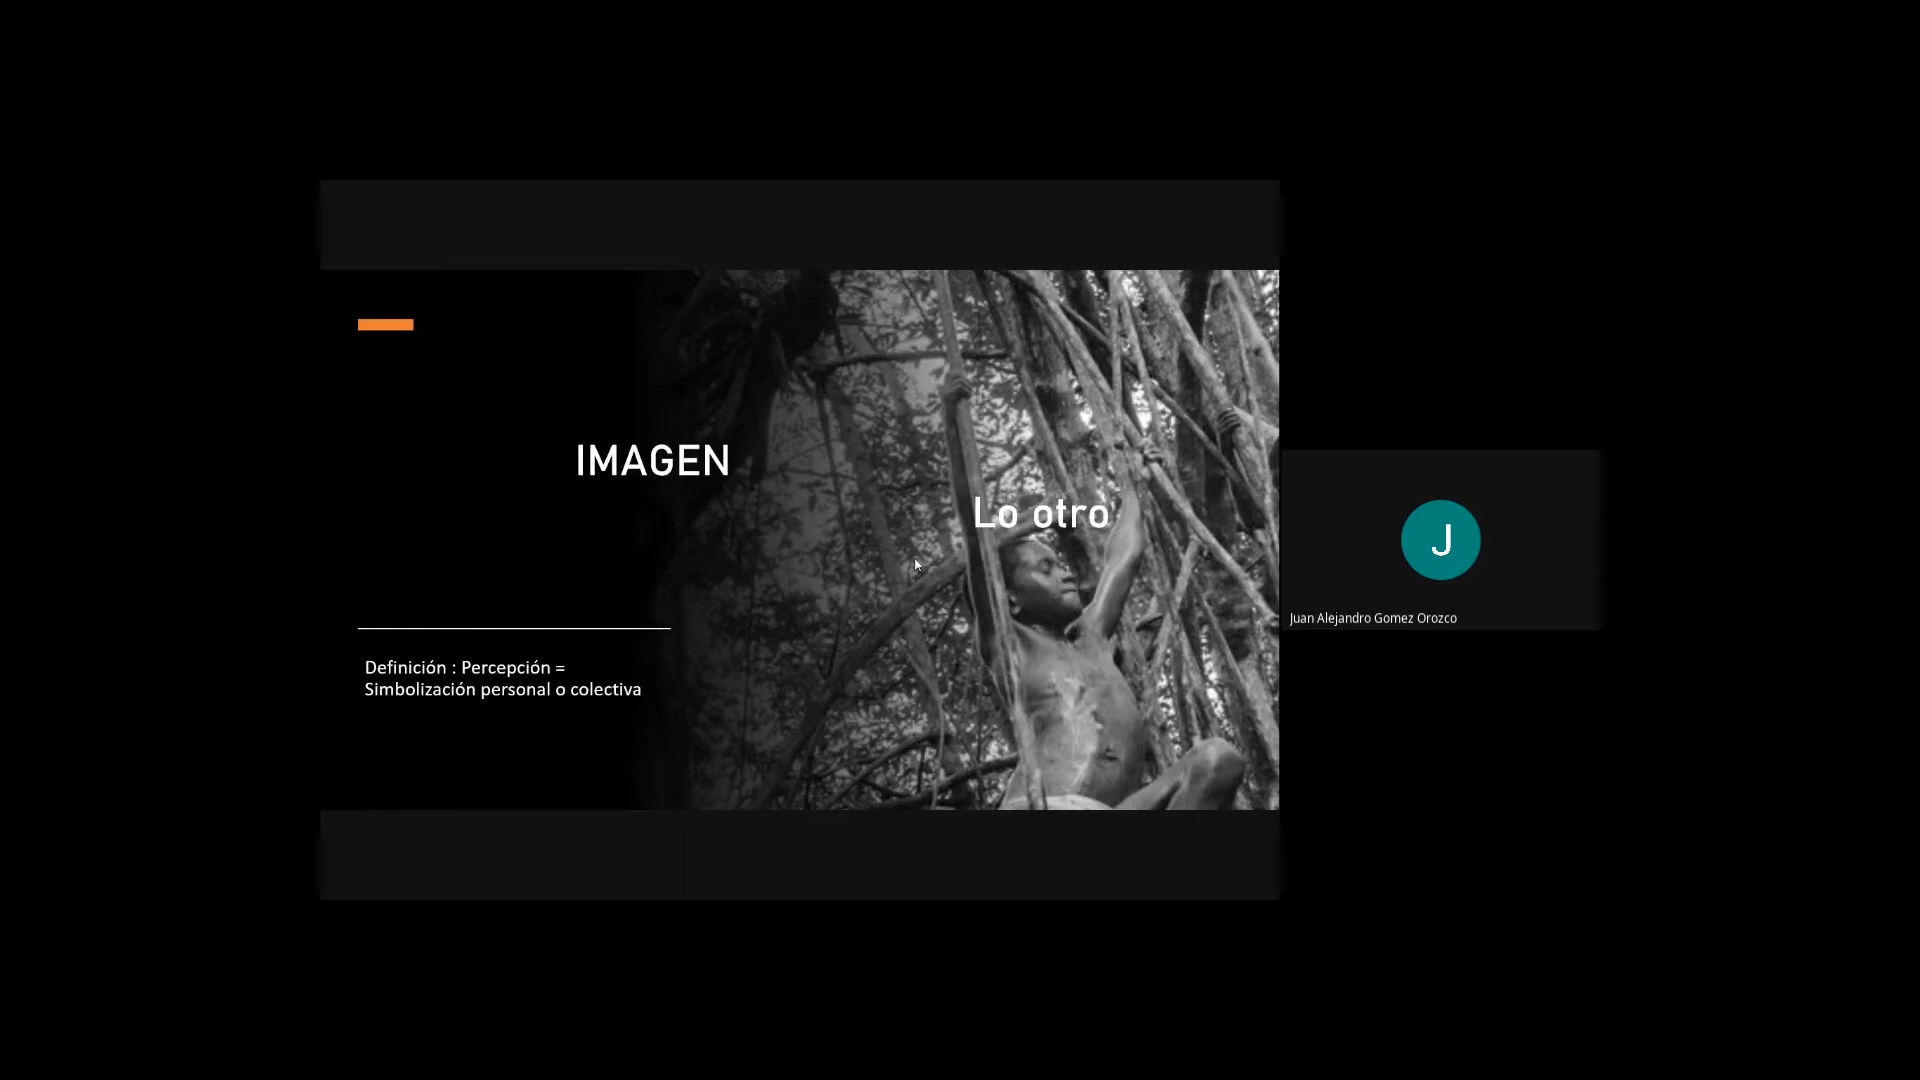 IMAGEN
Lo otro
Definición : Percepción =
Simbolización personal o colectiva
J
Juan Alejandro Gomez Orozco